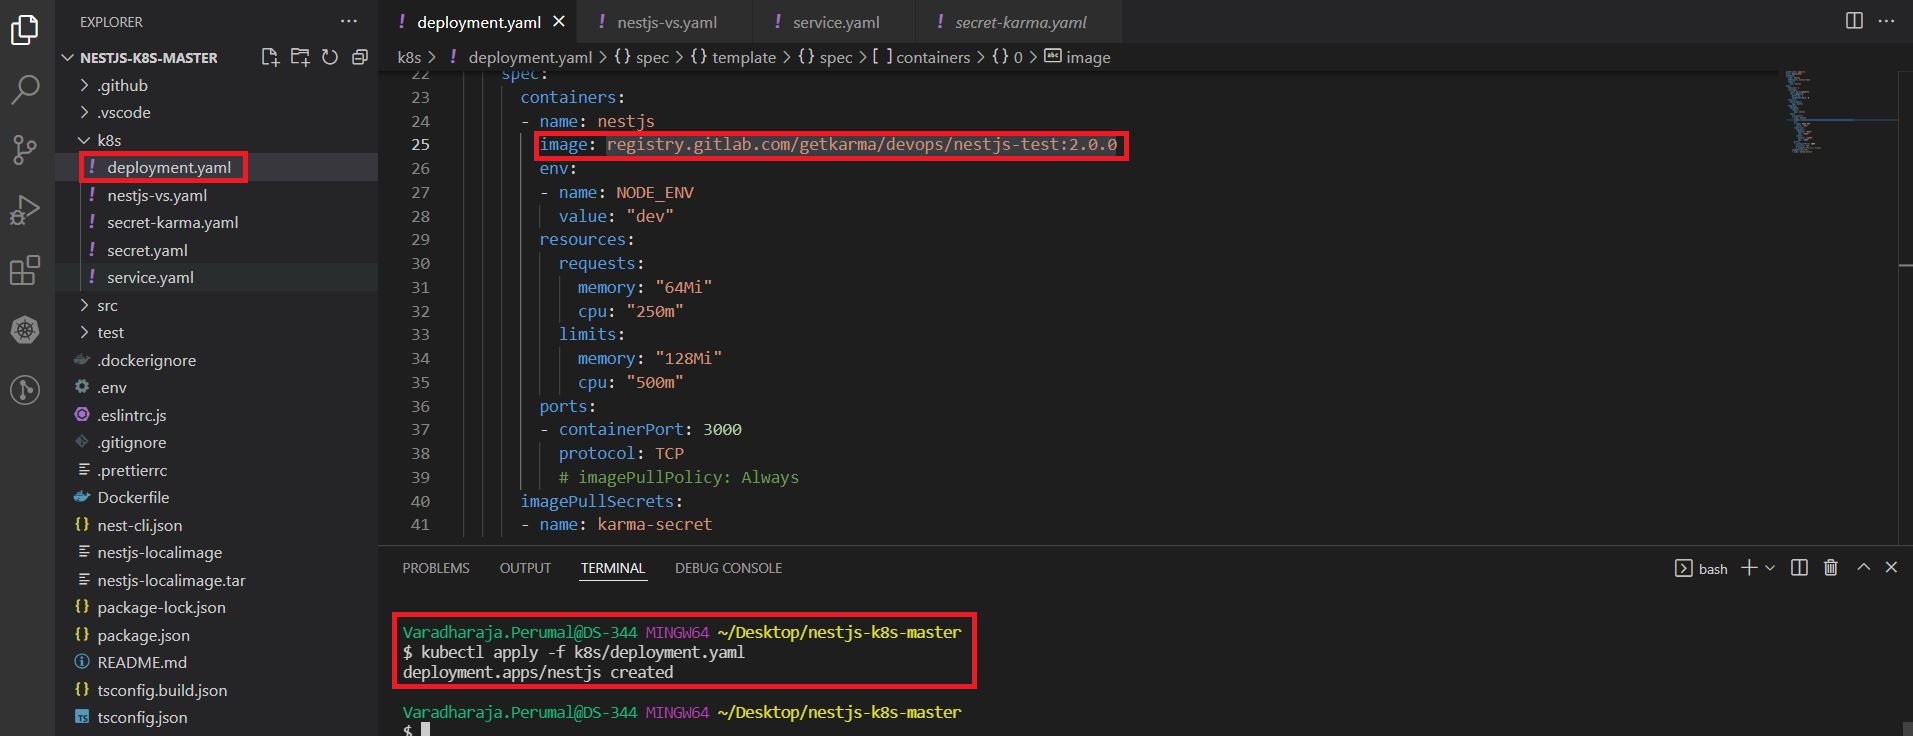 EXPLORER
···
NESTJS-K8S-MASTER
.github
.vscode
k8s
! deployment.yaml
! nestjs-vs.yaml
! secret-karma.yaml
! secret.yaml
! service.yaml
src
test
.dockerignore
.env
.eslintrc.js
.gitignore
.prettierrc
Dockerfile
{} nest-cli.json
nestjs-localimage
nestjs-localimage.tar
{} package-lock.json
{} package.json
README.md
{} tsconfig.build.json
TS tsconfig.json
! deployment.yaml ! nestjs-vs.yaml ! service.yaml ! secret-karma.yaml
k8s > ! deployment.yaml > {} spec > {} template > {} spec > [ ] containers > {} 0 > abc image
22 spec:
23 containers:
24 - name: nestjs
25 image: registry.gitlab.com/getkarma/devops/nestjs-test:2.0.0
26 env:
27 - name: NODE_ENV
28 value: "dev"
29 resources:
30 requests:
31 memory: "64Mi"
32 cpu: "250m"
33 limits:
34 memory: "128Mi"
35 cpu: "500m"
36 ports:
37 - containerPort: 3000
38 protocol: TCP
39 # imagePullPolicy: Always
40 imagePullSecrets:
41 - name: karma-secret
PROBLEMS OUTPUT TERMINAL DEBUG CONSOLE
bash
Varadharaja.Perumal@DS-344 MINGW64 ~/Desktop/nestjs-k8s-master
$ kubectl apply -f k8s/deployment.yaml
deployment.apps/nestjs created
Varadharaja.Perumal@DS-344 MINGW64 ~/Desktop/nestjs-k8s-master
$